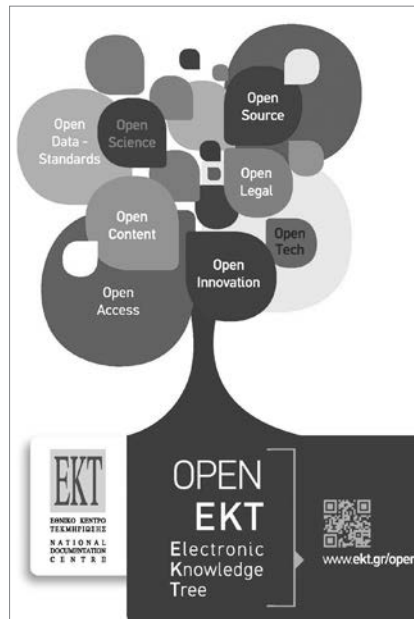 Open
Source
Open
Data -
Standards
Open
Science
Open
Legal
Open
Content
Open
Tech
Open
Innovation
Open
Access
EKT
ΕΘΝΙΚΟ ΚΕΝΤΡΟ
ΤΕΚΜΗΡΙΩΣΗΣ
NATIONAL
DOCUMENTATION
CENTRE
OPEN
EKT
Electronic
Knowledge
Tree
www.ekt.gr/open